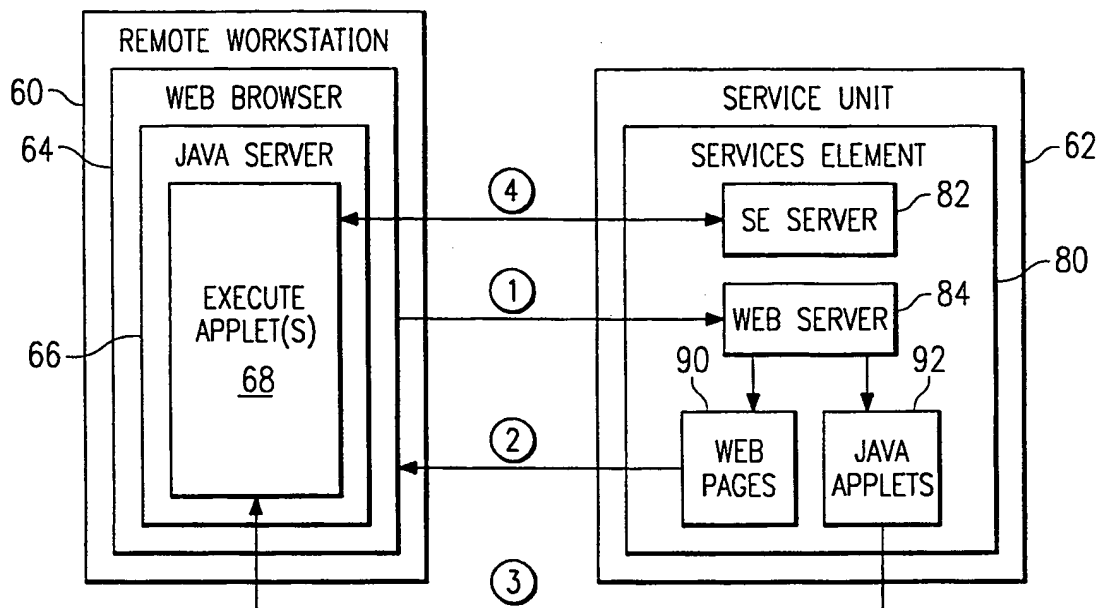 REMOTE WORKSTATION
60
WEB BROWSER
64
JAVA SERVER
66
EXECUTE
APPLET(S)
68
4
1
2
3
SERVICE UNIT
62
SERVICES ELEMENT
80
SE SERVER
82
WEB SERVER
84
90
WEB
PAGES
92
JAVA
APPLETS